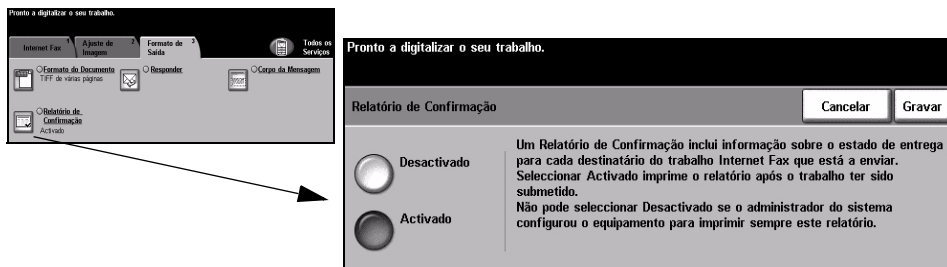 Pronto a digitalizar o seu trabalho.
Internet Fax 1
Ajuste de Imagem 2
Formato de Saída 3
Todos os Serviços
Formato do Documento
TIFF de várias páginas
Responder
Corpo da Mensagem
Relatório de Confirmação
Activado
Pronto a digitalizar o seu trabalho.
Relatório de Confirmação
Cancelar
Gravar
Desactivado
Activado
Um Relatório de Confirmação inclui informação sobre o estado de entrega
para cada destinatário do trabalho Internet Fax que está a enviar.
Seleccionar Activado imprime o relatório após o trabalho ter sido
submetido.
Não pode seleccionar Desactivado se o administrador do sistema
configurou o equipamento para imprimir sempre este relatório.